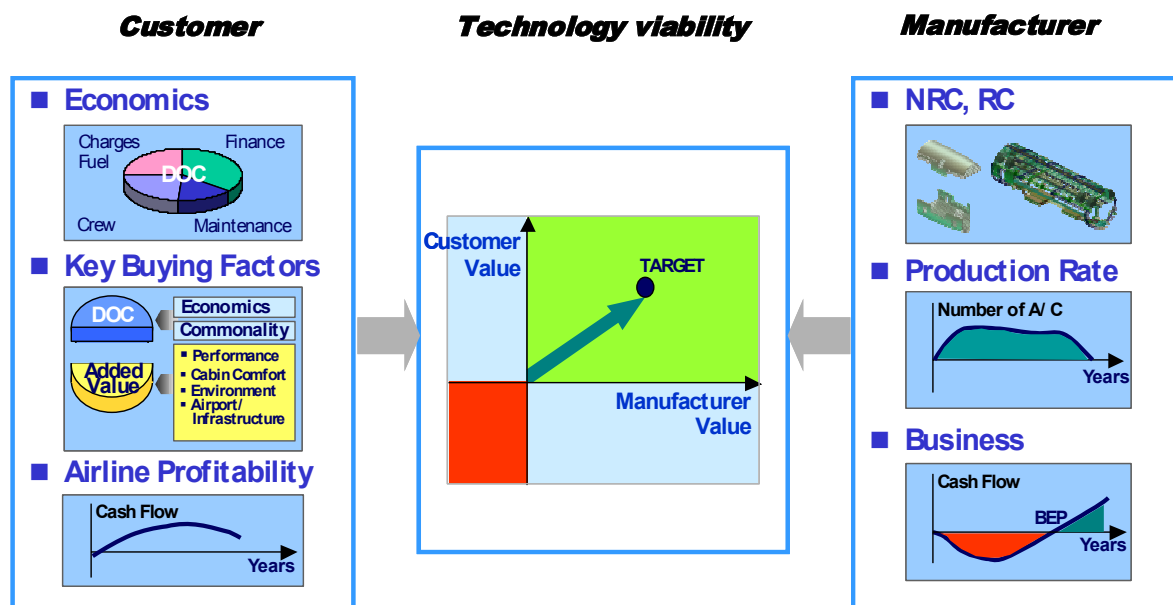 Customer
Technology viability
Manufacturer
Economics
Charges
Fuel
Finance
DOC
Crew
Maintenance
Key Buying Factors
DOC
Economics
Commonality
Added
Value
▪ Performance
▪ Cabin Comfort
▪ Environment
▪ Airport/
Infrastructure
Airline Profitability
Cash Flow
Years
Customer
Value
TARGET
Manufacturer
Value
NRC, RC
Production Rate
Number of A/ C
Years
Business
Cash Flow
BEP
Years